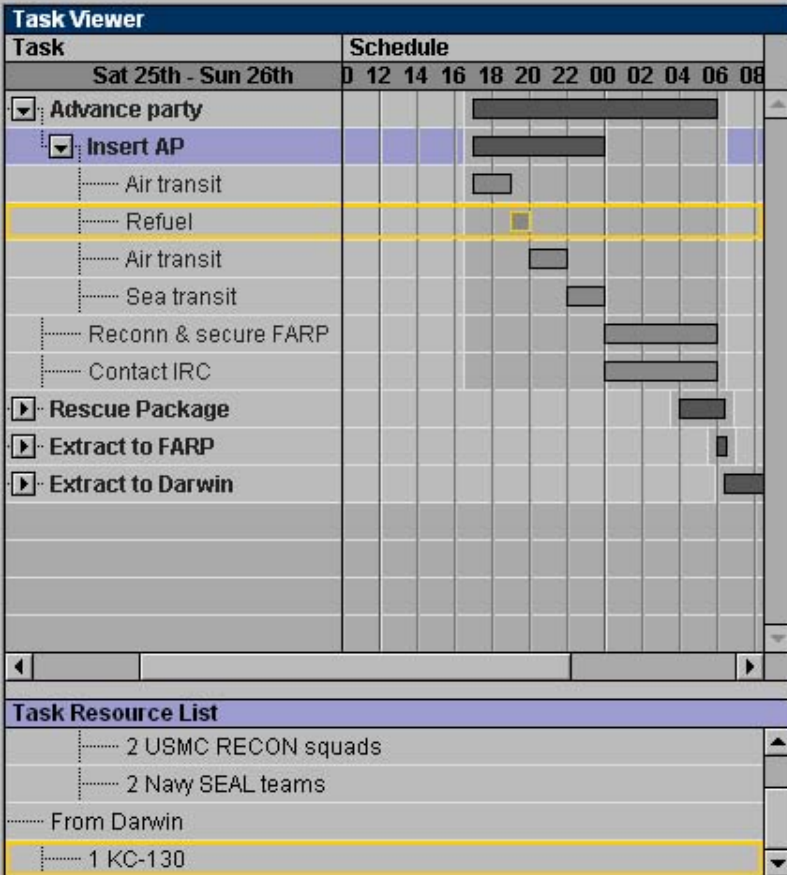 Task Viewer
Task Schedule
Sat 25th - Sun 26th 0 12 14 16 18 20 22 00 02 04 06 08
Advance party
Insert AP
Air transit
Refuel
Air transit
Sea transit
Reconn & secure FARP
Contact IRC
Rescue Package
Extract to FARP
Extract to Darwin
Task Resource List
2 USMC RECON squads
2 Navy SEAL teams
From Darwin
1 KC-130